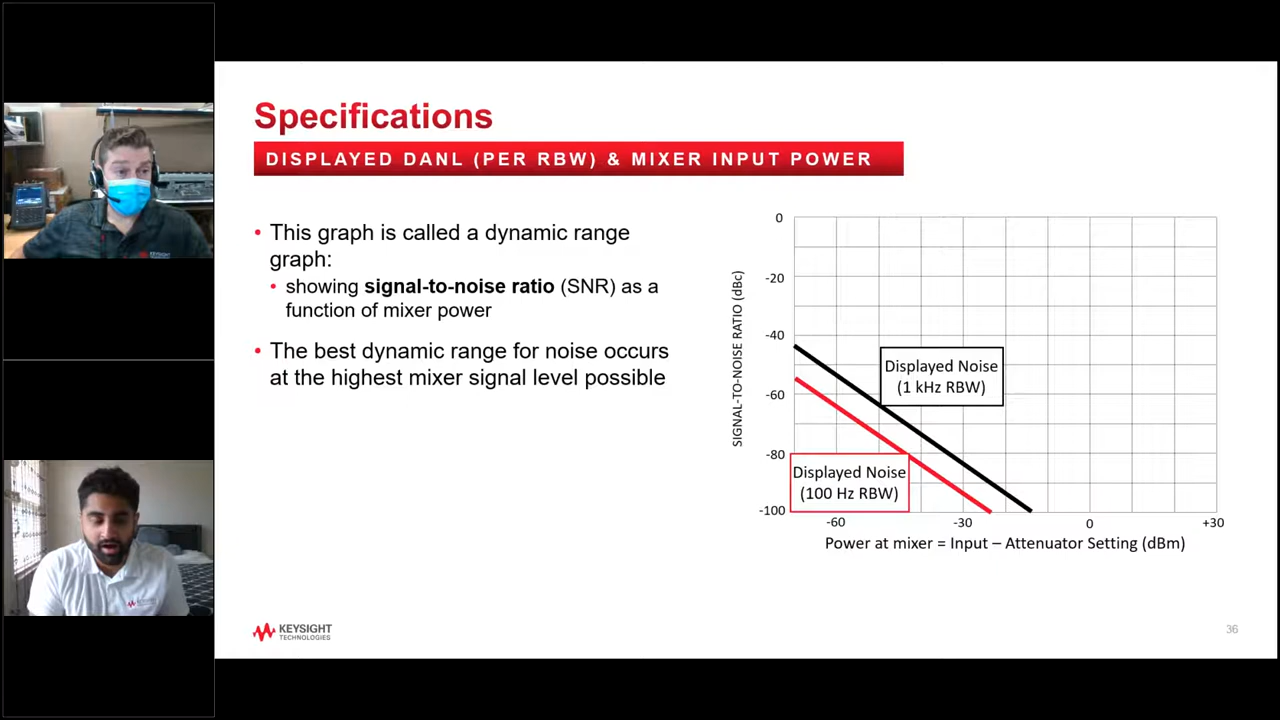 Specifications
DISPLAYED DANL (PER RBW) & MIXER INPUT POWER
• This graph is called a dynamic range
graph:
• showing signal-to-noise ratio (SNR) as a
function of mixer power
• The best dynamic range for noise occurs
at the highest mixer signal level possible
SIGNAL-TO-NOISE RATIO (dBc)
0
-20
-40
-60
-80
-100
Displayed Noise
(1 kHz RBW)
Displayed Noise
(100 Hz RBW)
-60
-30
0
+30
Power at mixer = Input – Attenuator Setting (dBm)
KEYSIGHT
TECHNOLOGIES
36